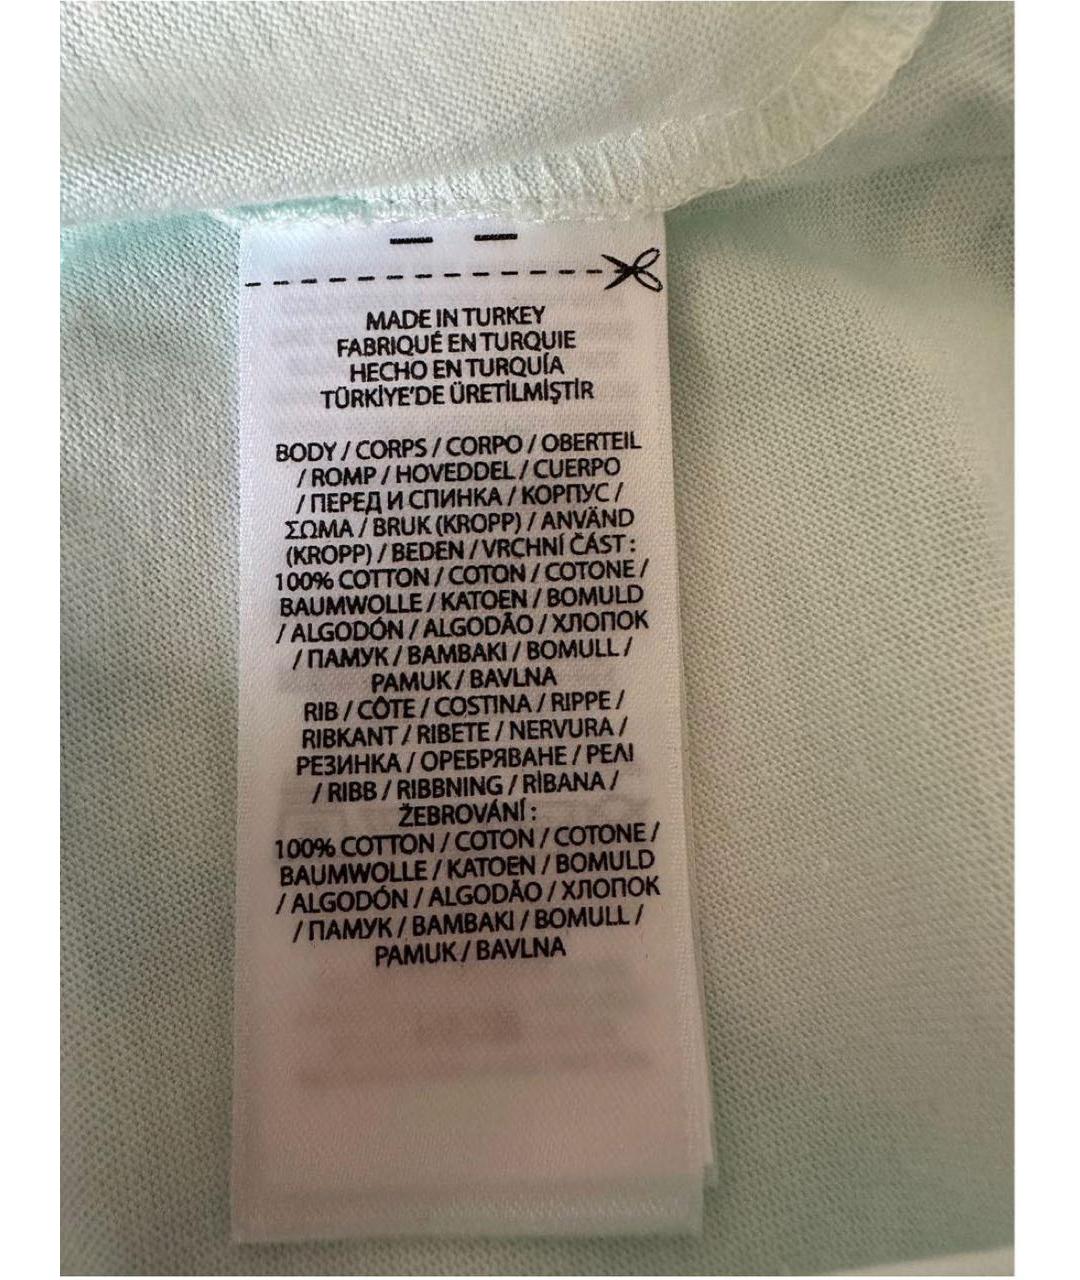 MADE IN TURKEY
FABRIQUÉ EN TURQUIE
HECHO EN TURQUÍA
TÜRKİYE'DE ÜRETİLMİŞTİR
BODY / CORPS / CORPO / OBERTEIL
/ ROMP / HOVEDDEL / CUERPO
/ ПЕРЕД И СПИНКА / КОРПУС /
ΣΩΜΑ / BRUK (KROPP) / ANVÄND
(KROPP) / BEDEN / VRCHNÍ ČÁST :
100% COTTON / COTON / COTONE /
BAUMWOLLE / KATOEN / BOMULD
/ ALGODÓN / ALGODÃO / ХЛОПОК
/ ПАМУК / ΒΑΜΒΑΚΙ / BOMULL /
PAMUK / BAVLNA
RIB / CÔTE / COSTINA / RIPPE /
RIBKANT / RIBETE / NERVURA /
РЕЗИНКА / ОРЕБРЯВАНЕ / ΡΕΛΙ
/ RIBB / RIBBNING / RİBANA /
ŽEBROVÁNÍ :
100% COTTON / COTON / COTONE /
BAUMWOLLE / KATOEN / BOMULD
/ ALGODÓN / ALGODÃO / ХЛОПОК
/ ПАМУК / ΒΑΜΒΑΚΙ / BOMULL /
PAMUK / BAVLNA